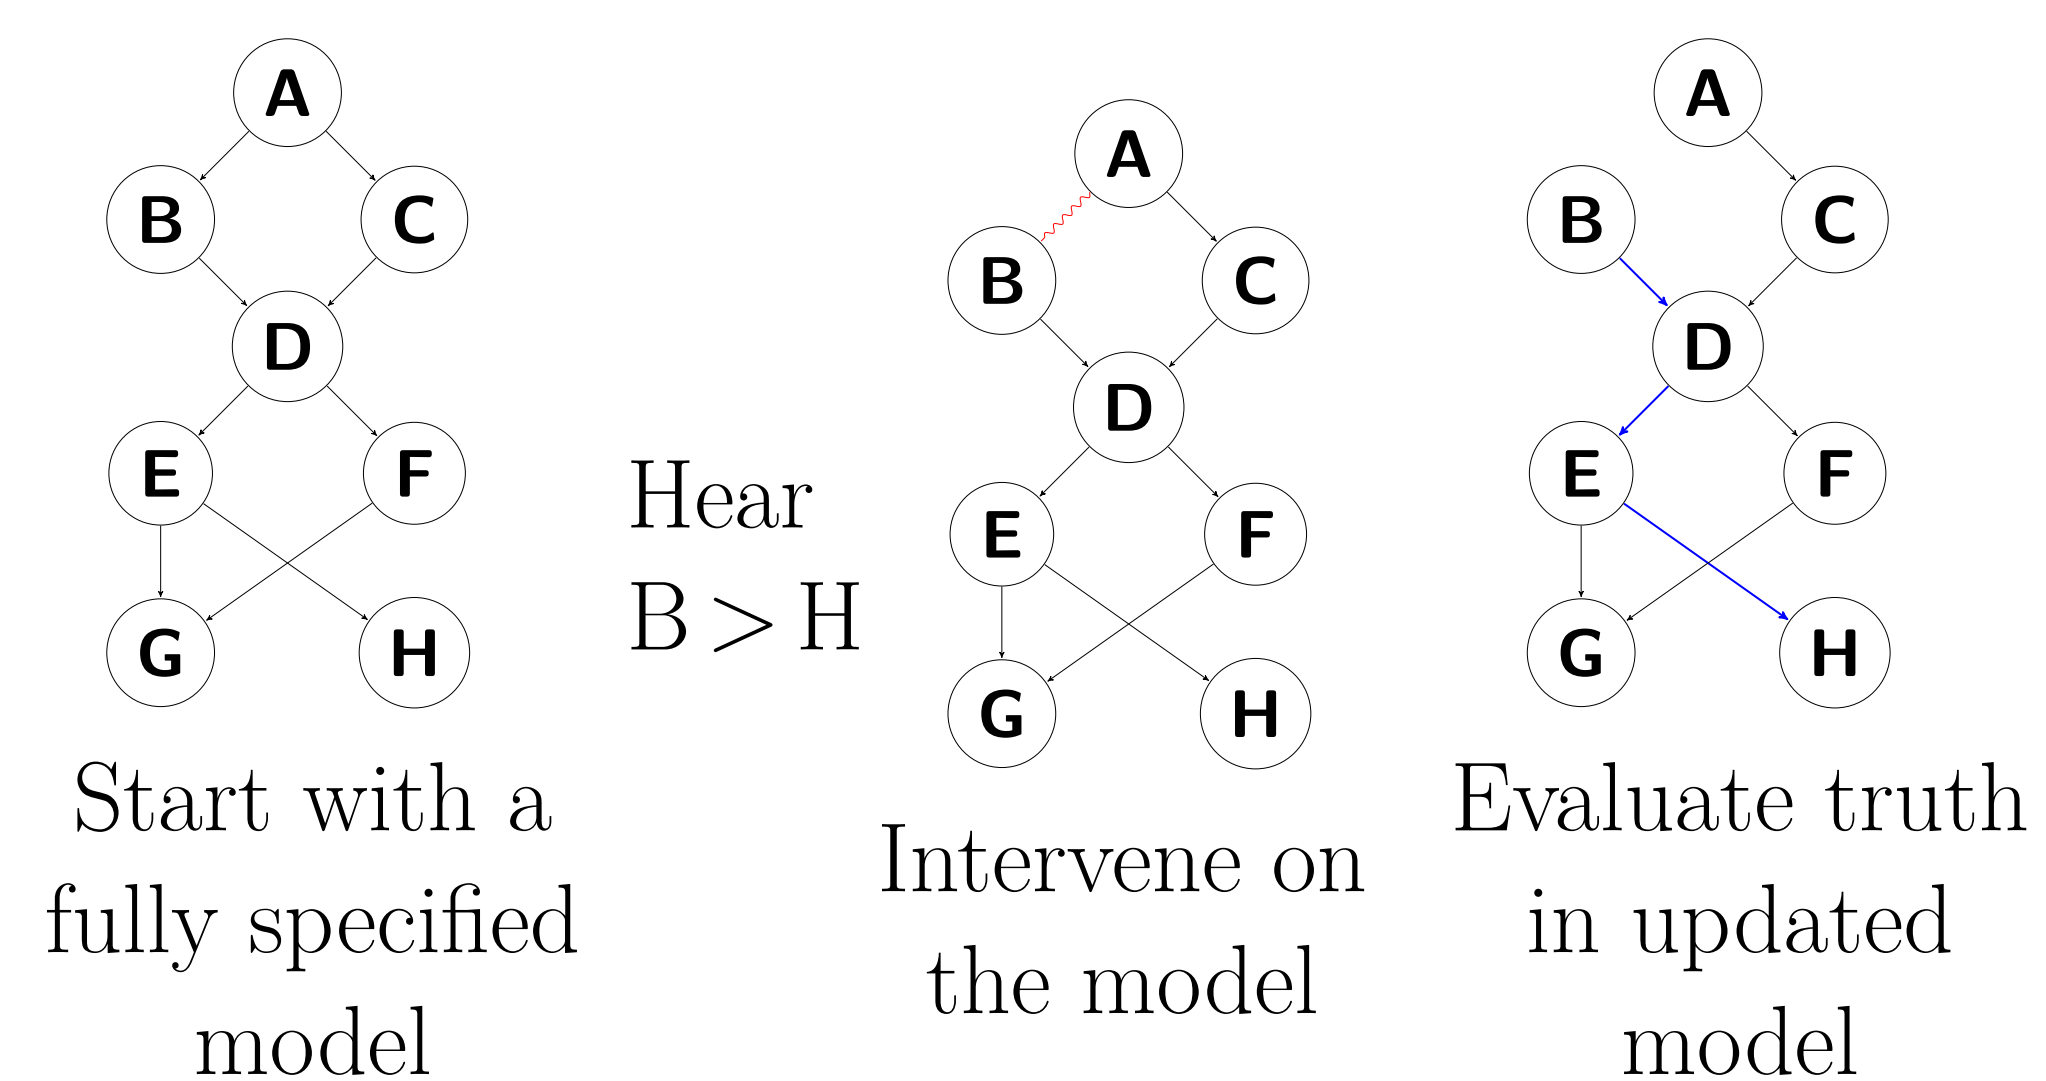 A
B C
D
E F
G H
Start with a
fully specified
model
Hear
B > H
A
B C
D
E F
G H
Intervene on
the model
A
B C
D
E F
G H
Evaluate truth
in updated
model